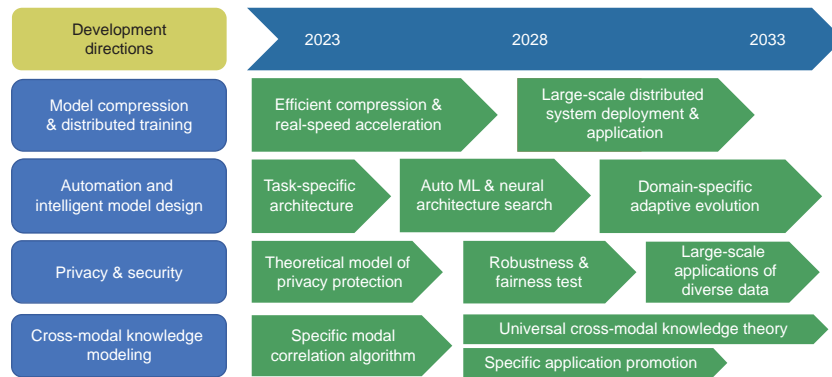 Development
directions
2023
2028
2033
Model compression
& distributed training
Efficient compression &
real-speed acceleration
Large-scale distributed
system deployment &
application
Automation and
intelligent model design
Task-specific
architecture
Auto ML & neural
architecture search
Domain-specific
adaptive evolution
Privacy & security
Theoretical model of
privacy protection
Robustness &
fairness test
Large-scale
applications of
diverse data
Cross-modal knowledge
modeling
Specific modal
correlation algorithm
Universal cross-modal knowledge theory
Specific application promotion